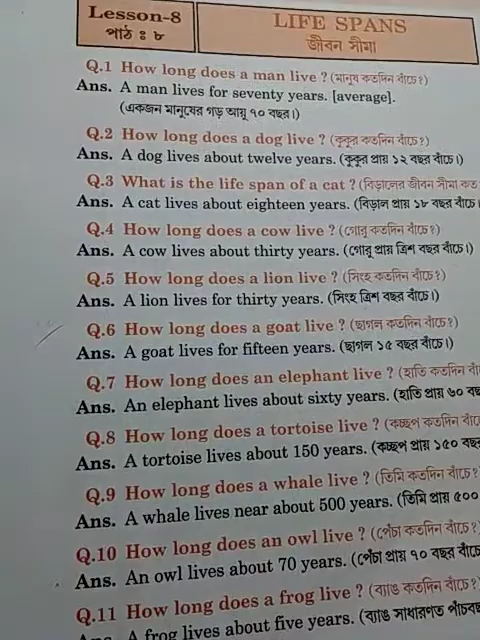 Lesson-8
পাঠ : ৮
LIFE SPANS
জীবন সীমা
Q.1 How long does a man live ? (মানুষ কতদিন বাঁচে?)
Ans. A man lives for seventy years. [average].
(একজন মানুষের গড় আয়ু ৭০ বছর।)
Q.2 How long does a dog live ? (কুকুর কতদিন বাঁচে?)
Ans. A dog lives about twelve years. (কুকুর প্রায় ১২ বছর বাঁচে।)
Q.3 What is the life span of a cat ? (বিড়ালের জীবন সীমা কত
Ans. A cat lives about eighteen years. (বিড়াল প্রায় ১৮ বছর বাঁচে।
Q.4 How long does a cow live ? (গোরু কতদিন বাঁচে?)
Ans. A cow lives about thirty years. (গোরু প্রায় ত্রিশ বছর বাঁচে।)
Q.5 How long does a lion live ? (সিংহ কতদিন বাঁচে?)
Ans. A lion lives for thirty years. (সিংহ ত্রিশ বছর বাঁচে।)
Q.6 How long does a goat live ? (ছাগল কতদিন বাঁচে?)
Ans. A goat lives for fifteen years. (ছাগল ১৫ বছর বাঁচে।)
Q.7 How long does an elephant live ? (হাতি কতদিন
Ans. An elephant lives about sixty years. (হাতি প্রায় ৬০
Q.8 How long does a tortoise live ? (কচ্ছপ কতদিন
Ans. A tortoise lives about 150 years. (কচ্ছপ প্রায় ১৫০ বছর
Q.9 How long does a whale live ? (তিমি কতদিন বাঁচে?
Ans. A whale lives near about 500 years. (তিমি প্রায় ৫০০
Q.10 How long does an owl live ? (পেঁচা কতদিন বাঁচে?
Ans. An owl lives about 70 years. (পেঁচা প্রায় ৭০ বছর বাঁচে
Q.11 How long does a frog live ? (ব্যাঙ কতদিন বাঁচে?
Ans. A frog lives about five years. (ব্যাঙ সাধারণত